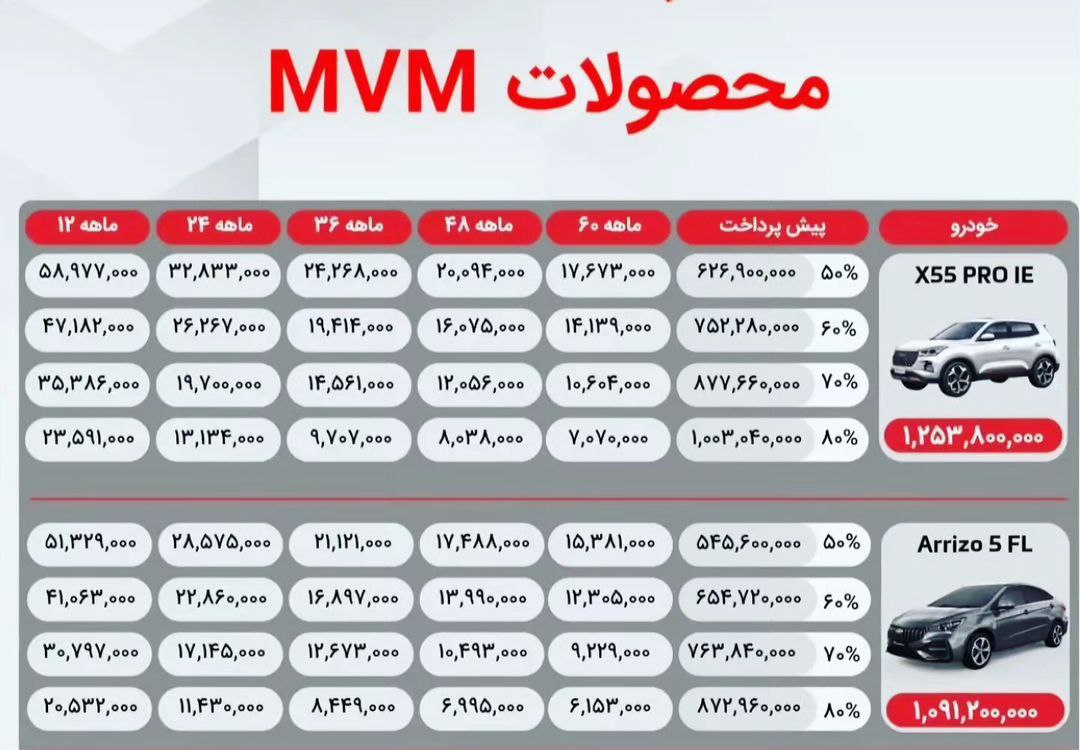 محصولات MVM
خودرو پیش پرداخت ۶۰ ماهه ۴۸ ماهه ۳۶ ماهه ۲۴ ماهه ۱۲ ماهه
X55 PRO IE
۵۰% ۶۲۶,۹۰۰,۰۰۰ ۱۷,۶۷۳,۰۰۰ ۲۰,۰۹۴,۰۰۰ ۲۴,۲۶۸,۰۰۰ ۳۲,۸۳۳,۰۰۰ ۵۸,۹۷۷,۰۰۰
۶۰% ۷۵۲,۲۸۰,۰۰۰ ۱۴,۱۳۹,۰۰۰ ۱۶,۰۷۵,۰۰۰ ۱۹,۴۱۴,۰۰۰ ۲۶,۲۶۷,۰۰۰ ۴۷,۱۸۲,۰۰۰
۷۰% ۸۷۷,۶۶۰,۰۰۰ ۱۰,۶۰۴,۰۰۰ ۱۲,۰۵۶,۰۰۰ ۱۴,۵۶۱,۰۰۰ ۱۹,۷۰۰,۰۰۰ ۳۵,۳۸۶,۰۰۰
۸۰% ۱,۰۰۳,۰۴۰,۰۰۰ ۷,۰۷۰,۰۰۰ ۸,۰۳۸,۰۰۰ ۹,۷۰۷,۰۰۰ ۱۳,۱۳۴,۰۰۰ ۲۳,۵۹۱,۰۰۰
۱,۲۵۳,۸۰۰,۰۰۰
Arrizo 5 FL
۵۰% ۵۴۵,۶۰۰,۰۰۰ ۱۵,۳۸۱,۰۰۰ ۱۷,۴۸۸,۰۰۰ ۲۱,۱۲۱,۰۰۰ ۲۸,۵۷۵,۰۰۰ ۵۱,۳۲۹,۰۰۰
۶۰% ۶۵۴,۷۲۰,۰۰۰ ۱۲,۳۰۵,۰۰۰ ۱۳,۹۹۰,۰۰۰ ۱۶,۸۹۷,۰۰۰ ۲۲,۸۶۰,۰۰۰ ۴۱,۰۶۳,۰۰۰
۷۰% ۷۶۳,۸۴۰,۰۰۰ ۹,۲۲۹,۰۰۰ ۱۰,۴۹۳,۰۰۰ ۱۲,۶۷۳,۰۰۰ ۱۷,۱۴۵,۰۰۰ ۳۰,۷۹۷,۰۰۰
۸۰% ۸۷۲,۹۶۰,۰۰۰ ۶,۱۵۳,۰۰۰ ۶,۹۹۵,۰۰۰ ۸,۴۴۹,۰۰۰ ۱۱,۴۳۰,۰۰۰ ۲۰,۵۳۲,۰۰۰
۱,۰۹۱,۲۰۰,۰۰۰